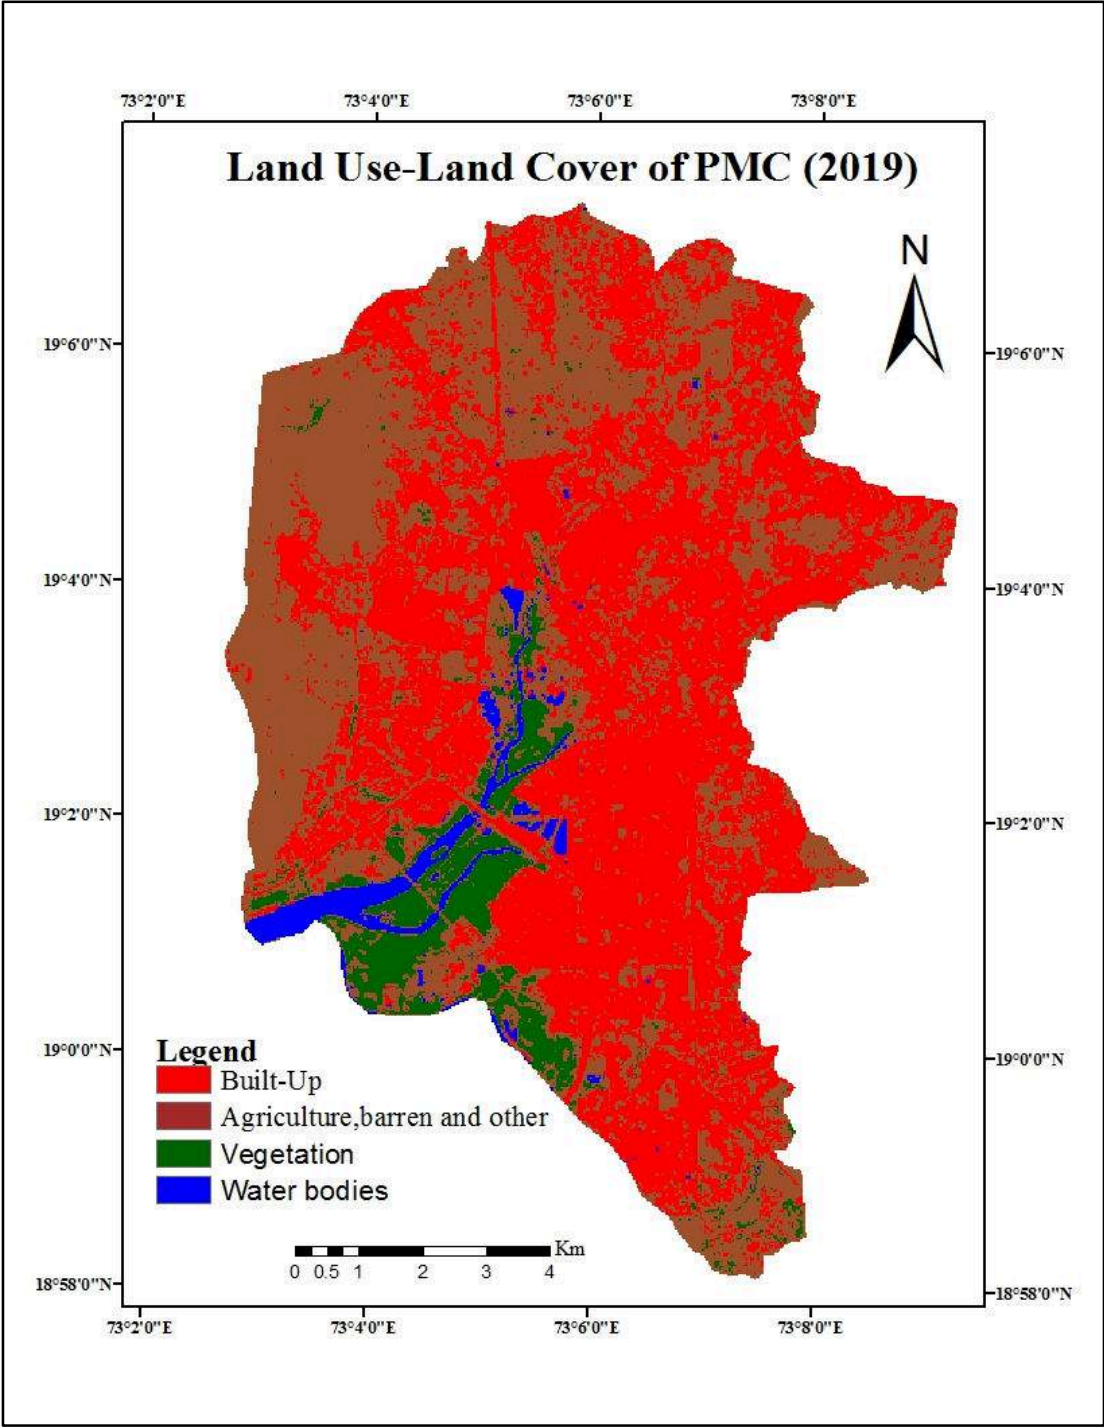 73°2'0"E 73°4'0"E 73°6'0"E 73°8'0"E
Land Use-Land Cover of PMC (2019)
N
19°6'0"N 19°6'0"N
19°4'0"N 19°4'0"N
19°2'0"N 19°2'0"N
19°0'0"N 19°0'0"N
Legend
Built-Up
Agriculture,barren and other
Vegetation
Water bodies
Km
0 0.5 1 2 3 4
18°58'0"N 18°58'0"N
73°2'0"E 73°4'0"E 73°6'0"E 73°8'0"E